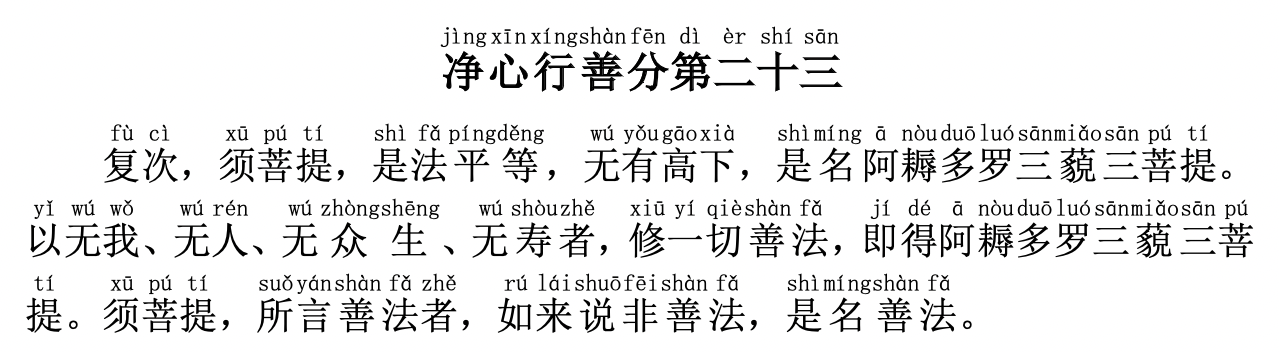 jìng xīn xíng shàn fēn dì èr shí sān
净心行善分第二十三
fù cì xū pú tí shì fǎ píng děng wú yǒu gāo xià shì míng ā nòu duō luó sān miǎo sān pú tí
复次，须菩提，是法平等，无有高下，是名阿耨多罗三藐三菩提。
yǐ wú wǒ wú rén wú zhòng shēng wú shòu zhě xiū yí qiè shàn fǎ jí dé ā nòu duō luó sān miǎo sān pú
以无我、无人、无众生、无寿者，修一切善法，即得阿耨多罗三藐三菩
tí xū pú tí suǒ yán shàn fǎ zhě rú lái shuō fēi shàn fǎ shì míng shàn fǎ
提。须菩提，所言善法者，如来说非善法，是名善法。